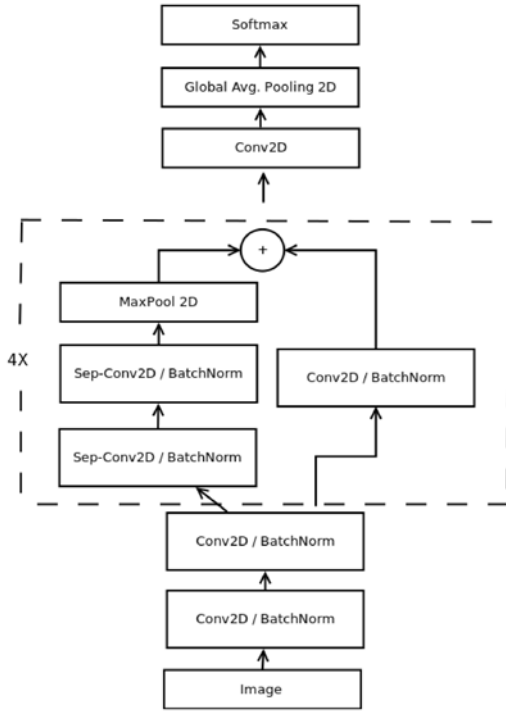 Softmax
Global Avg. Pooling 2D
Conv2D
+
MaxPool 2D
4X
Sep-Conv2D / BatchNorm
Conv2D / BatchNorm
Sep-Conv2D / BatchNorm
Conv2D / BatchNorm
Conv2D / BatchNorm
Image